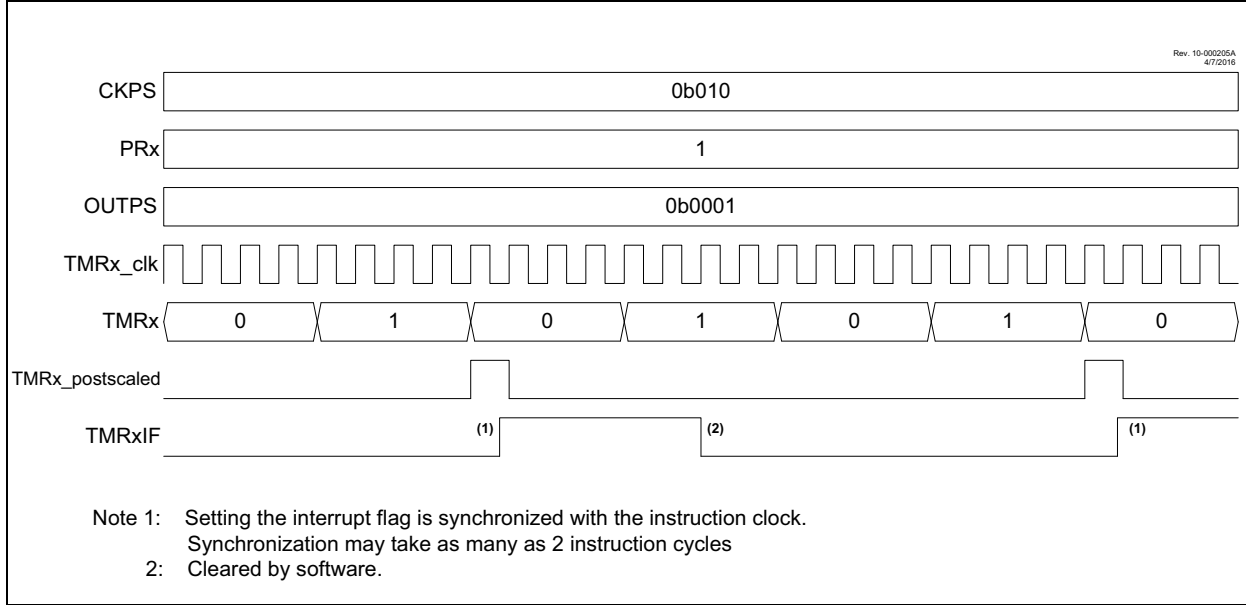 Rev. 10-000205A
4/7/2016
CKPS 0b010
PRx 1
OUTPS 0b0001
TMRx_clk
TMRx 0 1 0 1 0 1 0
TMRx_postscaled
TMRxIF (1) (2) (1)
Note 1: Setting the interrupt flag is synchronized with the instruction clock.
Synchronization may take as many as 2 instruction cycles
2: Cleared by software.